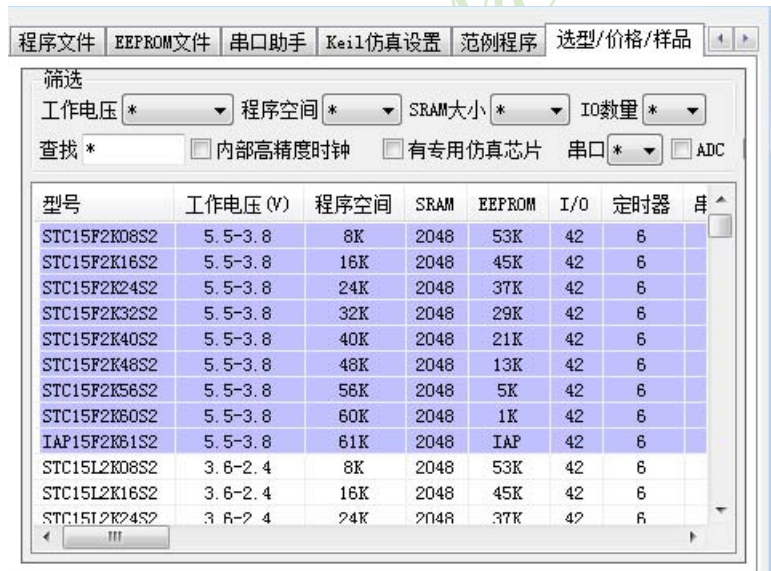 程序文件 EEPROM文件 串口助手 Keil仿真设置 范例程序 选型/价格/样品
筛选
工作电压 * 程序空间 * SRAM大小 * IO数量 *
查找 * 内部高精度时钟 有专用仿真芯片 串口 * ADC
型号 工作电压(V) 程序空间 SRAM EEPROM I/O 定时器 串
STC15F2K08S2 5.5-3.8 8K 2048 53K 42 6
STC15F2K16S2 5.5-3.8 16K 2048 45K 42 6
STC15F2K24S2 5.5-3.8 24K 2048 37K 42 6
STC15F2K32S2 5.5-3.8 32K 2048 29K 42 6
STC15F2K40S2 5.5-3.8 40K 2048 21K 42 6
STC15F2K48S2 5.5-3.8 48K 2048 13K 42 6
STC15F2K56S2 5.5-3.8 56K 2048 5K 42 6
STC15F2K60S2 5.5-3.8 60K 2048 1K 42 6
IAP15F2K61S2 5.5-3.8 61K 2048 IAP 42 6
STC15L2K08S2 3.6-2.4 8K 2048 53K 42 6
STC15L2K16S2 3.6-2.4 16K 2048 45K 42 6
STC15L2K24S2 3.6-2.4 24K 2048 37K 42 6